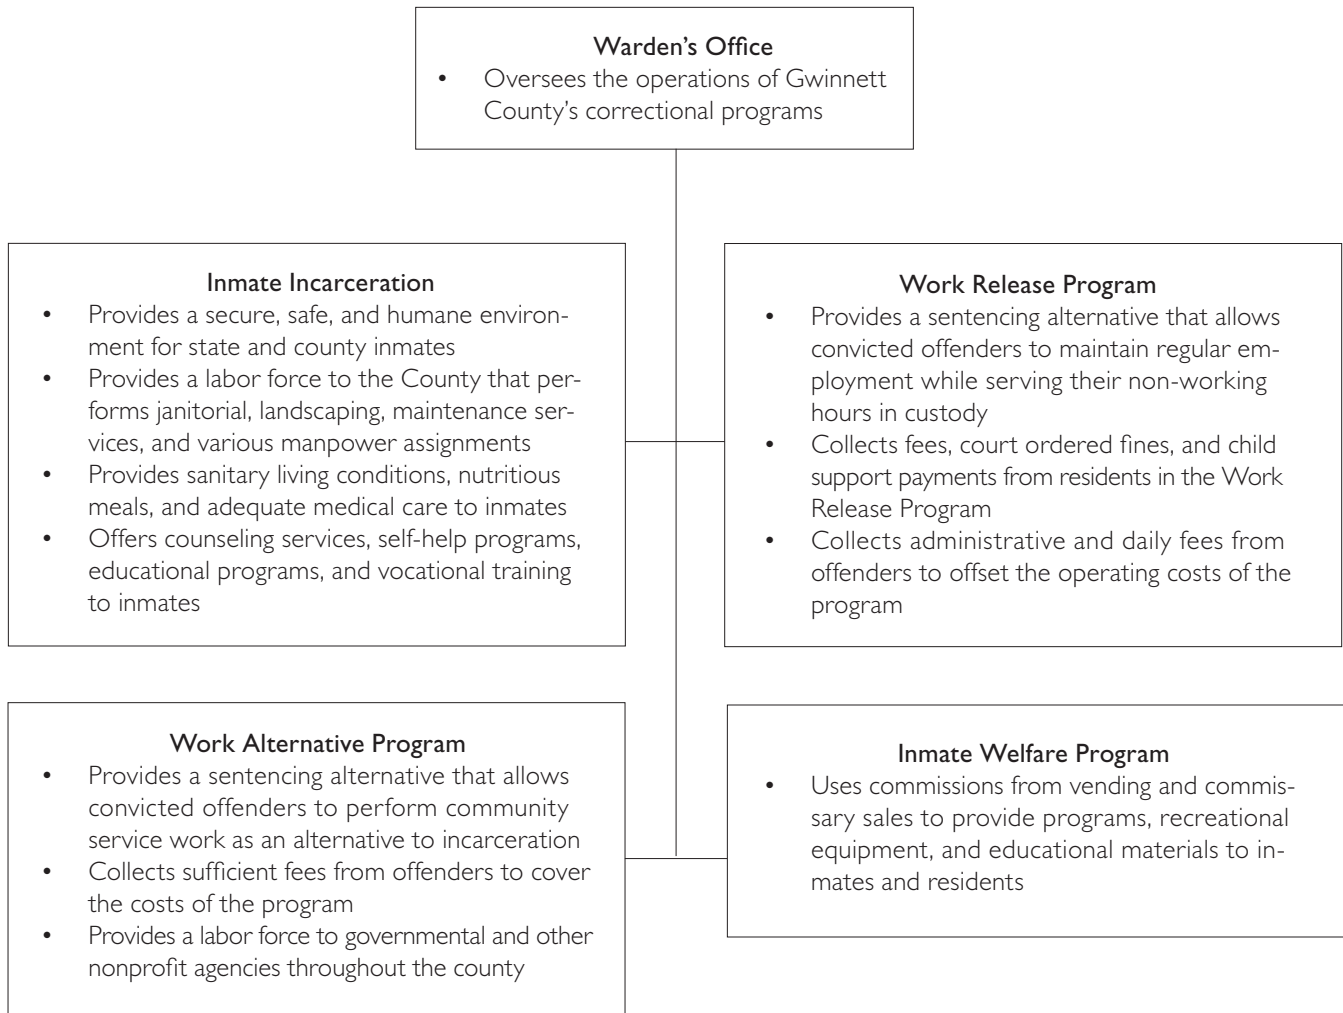 Warden’s Office
• Oversees the operations of Gwinnett
County’s correctional programs
Inmate Incarceration
• Provides a secure, safe, and humane environ-
ment for state and county inmates
• Provides a labor force to the County that per-
forms janitorial, landscaping, maintenance ser-
vices, and various manpower assignments
• Provides sanitary living conditions, nutritious
meals, and adequate medical care to inmates
• Offers counseling services, self-help programs,
educational programs, and vocational training
to inmates
Work Release Program
• Provides a sentencing alternative that allows
convicted offenders to maintain regular em-
ployment while serving their non-working
hours in custody
• Collects fees, court ordered fines, and child
support payments from residents in the Work
Release Program
• Collects administrative and daily fees from
offenders to offset the operating costs of the
program
Work Alternative Program
• Provides a sentencing alternative that allows
convicted offenders to perform community
service work as an alternative to incarceration
• Collects sufficient fees from offenders to cover
the costs of the program
• Provides a labor force to governmental and other
nonprofit agencies throughout the county
Inmate Welfare Program
• Uses commissions from vending and commis-
sary sales to provide programs, recreational
equipment, and educational materials to in-
mates and residents